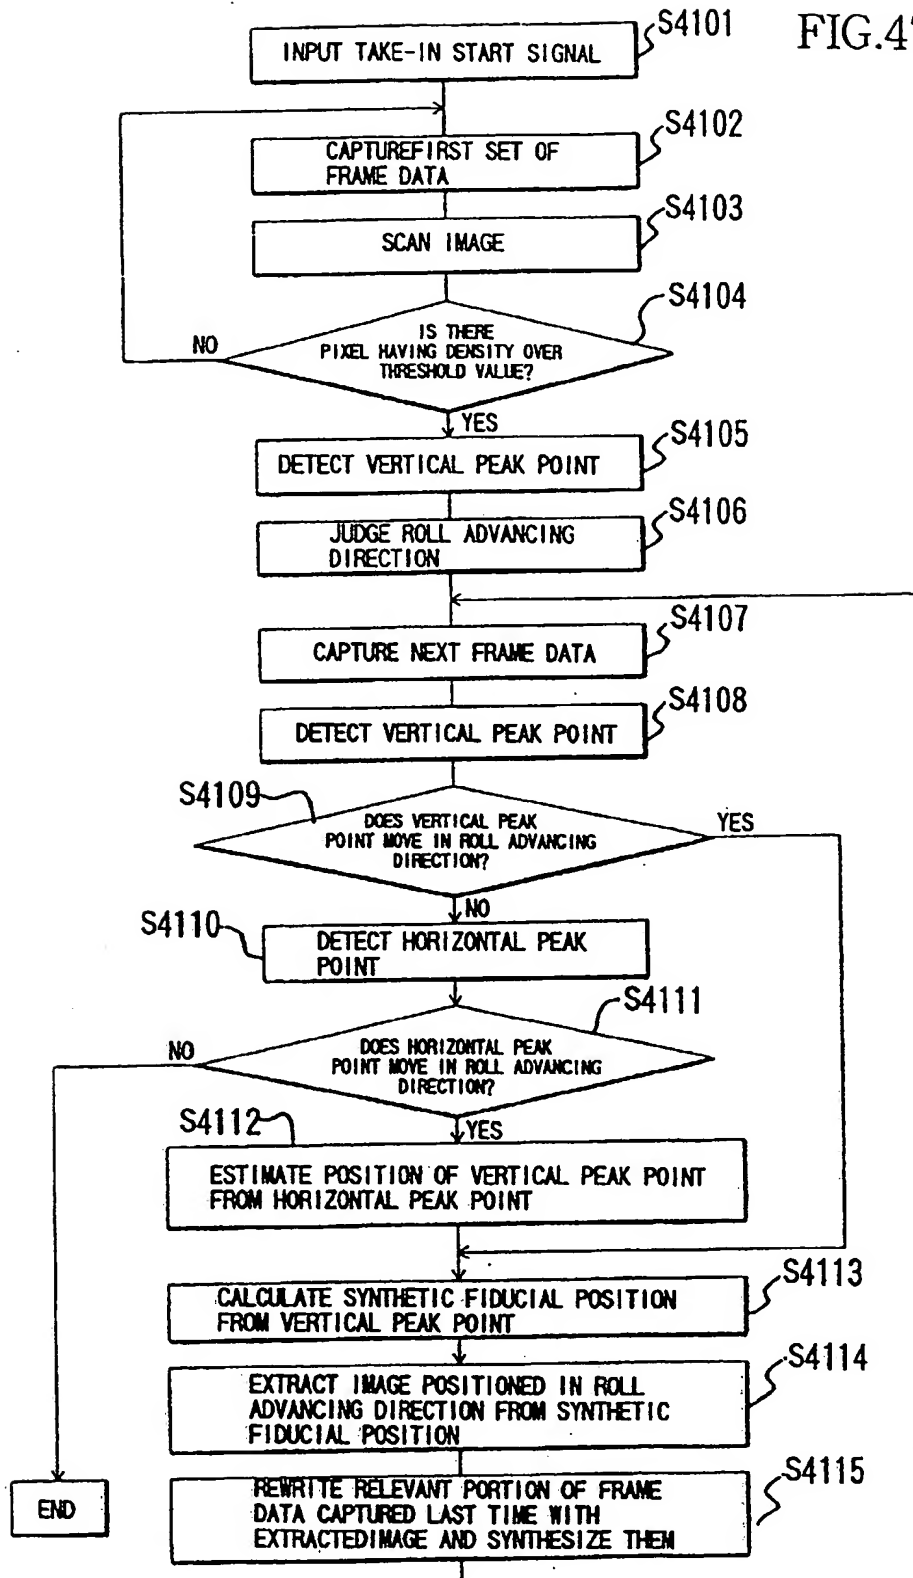 FIG.4
S4101
INPUT TAKE-IN START SIGNAL
S4102
CAPTUREFIRST SET OF
FRAME DATA
S4103
SCAN IMAGE
S4104
IS THERE
PIXEL HAVING DENSITY OVER
THRESHOLD VALUE?
NO
YES
S4105
DETECT VERTICAL PEAK POINT
S4106
JUDGE ROLL ADVANCING
DIRECTION
S4107
CAPTURE NEXT FRAME DATA
S4108
DETECT VERTICAL PEAK POINT
S4109
DOES VERTICAL PEAK
POINT MOVE IN ROLL ADVANCING
DIRECTION?
YES
NO
S4110
DETECT HORIZONTAL PEAK
POINT
S4111
DOES HORIZONTAL PEAK
POINT MOVE IN ROLL ADVANCING
DIRECTION?
NO
YES
S4112
ESTIMATE POSITION OF VERTICAL PEAK POINT
FROM HORIZONTAL PEAK POINT
S4113
CALCULATE SYNTHETIC FIDUCIAL POSITION
FROM VERTICAL PEAK POINT
S4114
EXTRACT IMAGE POSITIONED IN ROLL
ADVANCING DIRECTION FROM SYNTHETIC
FIDUCIAL POSITION
S4115
REWRITE RELEVANT PORTION OF FRAME
DATA CAPTURED LAST TIME WITH
EXTRACTEDIMAGE AND SYNTHESIZE THEM
END